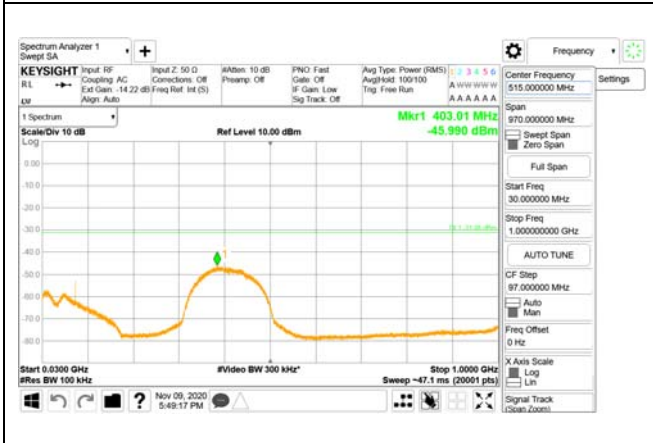 Spectrum Analyzer 1
Swept SA
Frequency
KEYSIGHT
RL
Input: RF
Coupling: AC
Ext Gain: -14.22 dB
Align: Auto
Input Z: 50 Ω
Corrections: Off
Freq Ref: Int (S)
#Atten: 10 dB
Preamp: Off
PNO: Fast
Gate: Off
IF Gain: Low
Sig Track: Off
Avg Type: Power (RMS)
Avg|Hold: 100/100
Trig: Free Run
1 2 3 4 5 6
A W W W W W
A A A A A A
1 Spectrum
Scale/Div 10 dB
Log
Ref Level 10.00 dBm
Mkr1 403.01 MHz
-45.990 dBm
0.00
-10.0
-20.0
-30.0
-40.0
-50.0
-60.0
-70.0
-80.0
1
Start 0.0300 GHz
#Res BW 100 kHz
#Video BW 300 kHz*
Stop 1.0000 GHz
Sweep ~47.1 ms (20001 pts)
Nov 09, 2020
5:49:17 PM
Center Frequency
515.000000 MHz
Settings
Span
970.000000 MHz
Swept Span
Zero Span
Full Span
Start Freq
30.000000 MHz
Stop Freq
1.000000000 GHz
AUTO TUNE
CF Step
97.000000 MHz
Auto
Man
Freq Offset
0 Hz
X Axis Scale
Log
Lin
Signal Track
(Span Zoom)